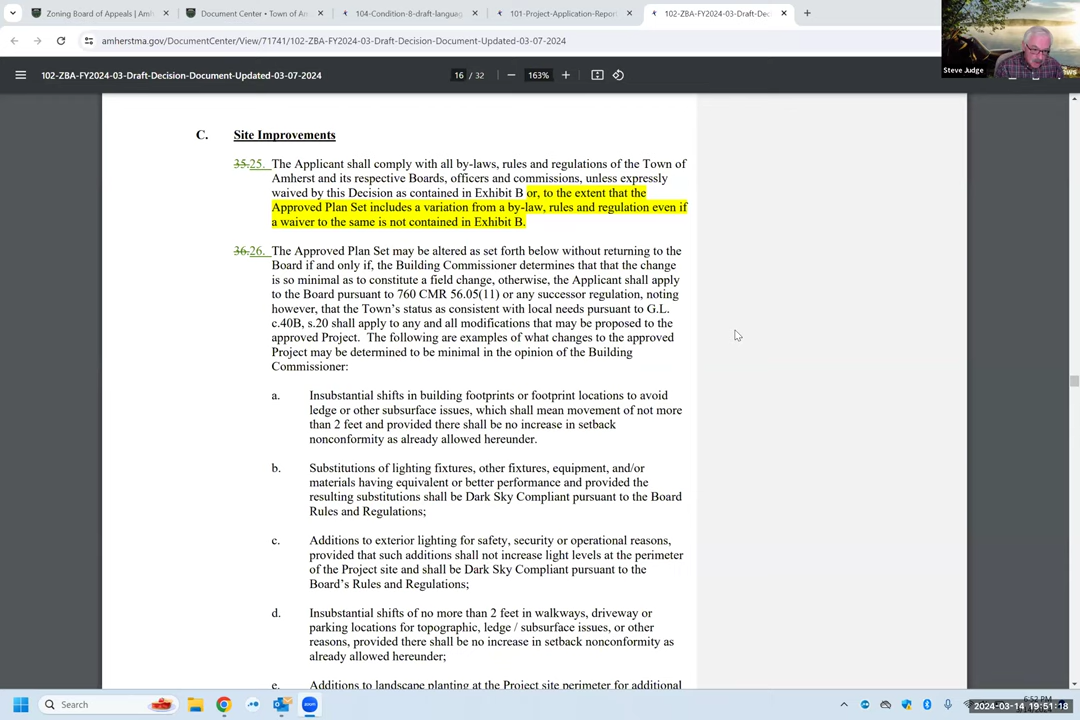 Zoning Board of Appeals | Amh
Document Center • Town of Am
104-Condition-8-draft-languag
101-Project-Application-Report
102-ZBA-FY2024-03-Draft-Dec
amherstma.gov/DocumentCenter/View/71741/102-ZBA-FY2024-03-Draft-Decision-Document-Updated-03-07-2024
Steve Judge
102-ZBA-FY2024-03-Draft-Decision-Document-Updated-03-07-2024
16 / 32
163%
C. Site Improvements
35.25. The Applicant shall comply with all by-laws, rules and regulations of the Town of
Amherst and its respective Boards, officers and commissions, unless expressly
waived by this Decision as contained in Exhibit B or, to the extent that the
Approved Plan Set includes a variation from a by-law, rules and regulation even if
a waiver to the same is not contained in Exhibit B.
36.26. The Approved Plan Set may be altered as set forth below without returning to the
Board if and only if, the Building Commissioner determines that that the change
is so minimal as to constitute a field change, otherwise, the Applicant shall apply
to the Board pursuant to 760 CMR 56.05(11) or any successor regulation, noting
however, that the Town's status as consistent with local needs pursuant to G.L.
c.40B, s.20 shall apply to any and all modifications that may be proposed to the
approved Project. The following are examples of what changes to the approved
Project may be determined to be minimal in the opinion of the Building
Commissioner:
a. Insubstantial shifts in building footprints or footprint locations to avoid
ledge or other subsurface issues, which shall mean movement of not more
than 2 feet and provided there shall be no increase in setback
nonconformity as already allowed hereunder.
b. Substitutions of lighting fixtures, other fixtures, equipment, and/or
materials having equivalent or better performance and provided the
resulting substitutions shall be Dark Sky Compliant pursuant to the Board
Rules and Regulations;
c. Additions to exterior lighting for safety, security or operational reasons,
provided that such additions shall not increase light levels at the perimeter
of the Project site and shall be Dark Sky Compliant pursuant to the
Board's Rules and Regulations;
d. Insubstantial shifts of no more than 2 feet in walkways, driveway or
parking locations for topographic, ledge / subsurface issues, or other
reasons, provided there shall be no increase in setback nonconformity as
already allowed hereunder;
e. Additions to landscape planting at the Project site perimeter for additional
Search
2024-03-14 19:51:18